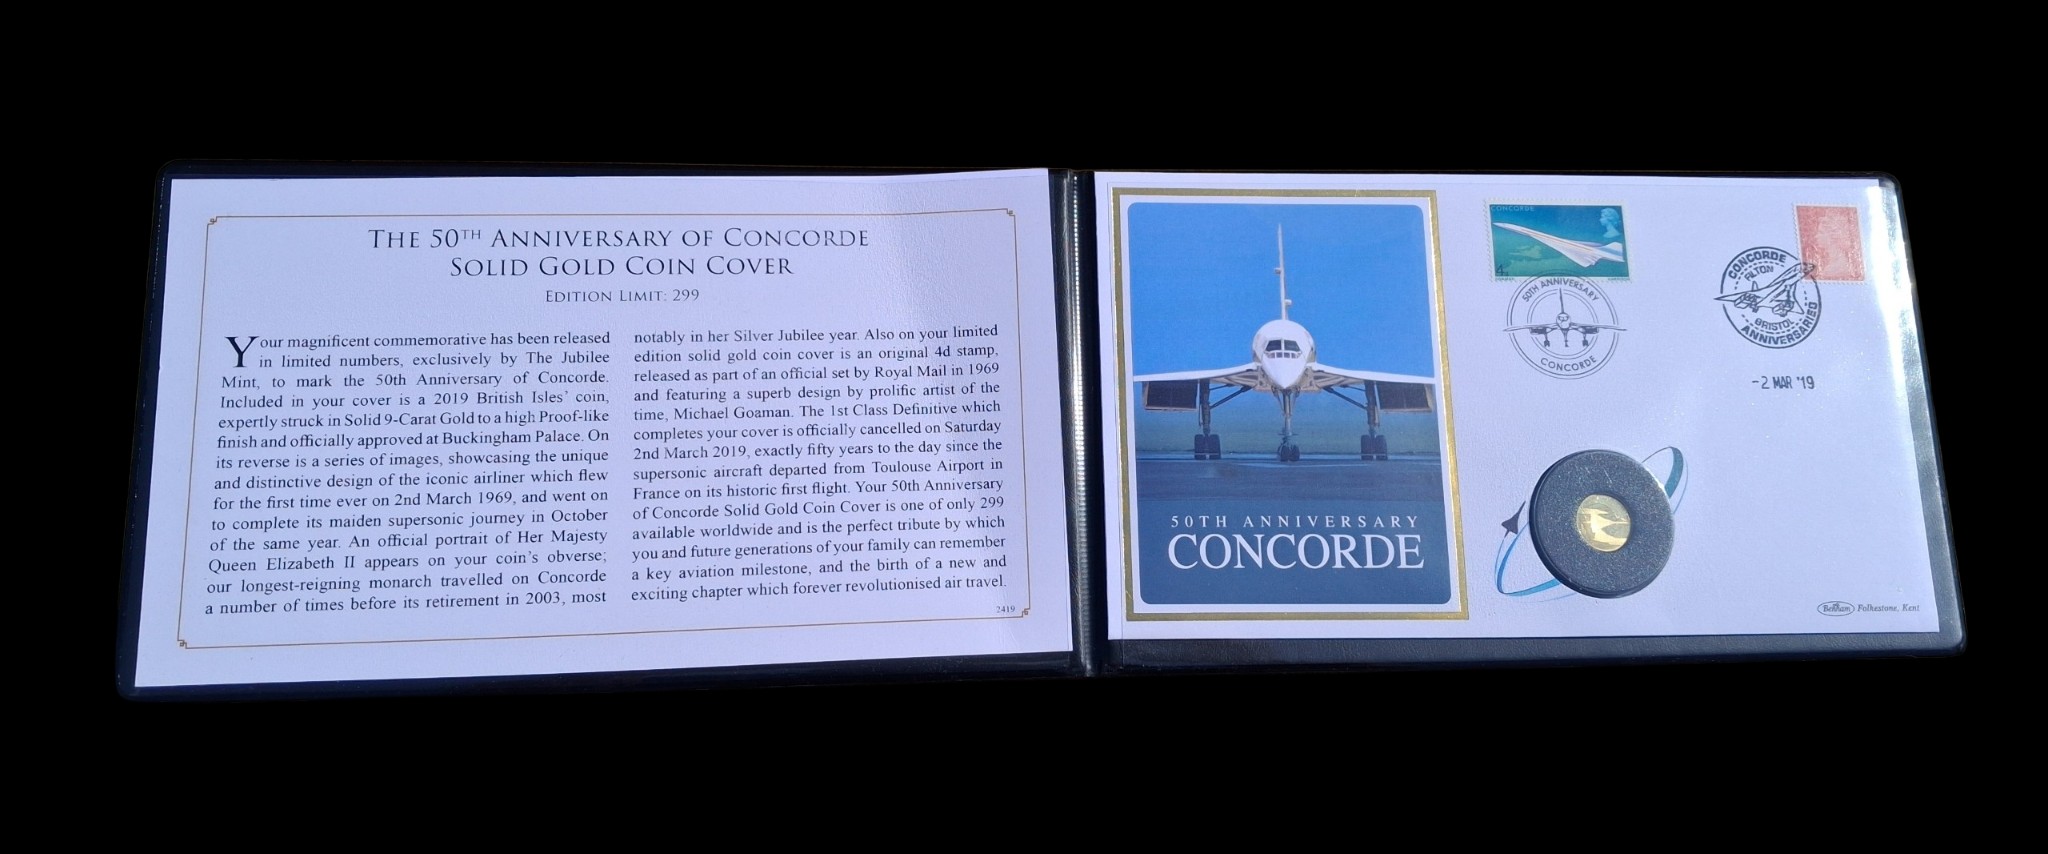 THE 50TH ANNIVERSARY OF CONCORDE
SOLID GOLD COIN COVER
EDITION LIMIT: 299
Your magnificent commemorative has been released
in limited numbers, exclusively by The Jubilee
Mint, to mark the 50th Anniversary of Concorde.
Included in your cover is a 2019 British Isles' coin,
expertly struck in Solid 9-Carat Gold to a high Proof-like
finish and officially approved at Buckingham Palace. On
its reverse is a series of images, showcasing the unique
and distinctive design of the iconic airliner which flew
for the first time ever on 2nd March 1969, and went on
to complete its maiden supersonic journey in October
of the same year. An official portrait of Her Majesty
Queen Elizabeth II appears on your coin's obverse;
our longest-reigning monarch travelled on Concorde
a number of times before its retirement in 2003, most
notably in her Silver Jubilee year. Also on your limited
edition solid gold coin cover is an original 4d stamp,
released as part of an official set by Royal Mail in 1969
and featuring a superb design by prolific artist of the
time, Michael Goaman. The 1st Class Definitive which
completes your cover is officially cancelled on Saturday
2nd March 2019, exactly fifty years to the day since the
supersonic aircraft departed from Toulouse Airport in
France on its historic first flight. Your 50th Anniversary
of Concorde Solid Gold Coin Cover is one of only 299
available worldwide and is the perfect tribute by which
you and future generations of your family can remember
a key aviation milestone, and the birth of a new and
exciting chapter which forever revolutionised air travel.
2419
50TH ANNIVERSARY
CONCORDE
CONCORDE
50TH ANNIVERSARY
CONCORDE
CONCORDE
FILTON
BRISTOL
ANNIVERSARIES
-2 MAR '19
Benham Folkestone, Kent